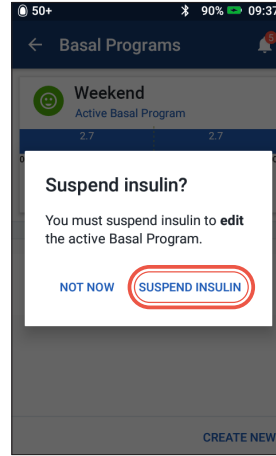 50+ 90% 09:37
Basal Programs 5
Weekend
Active Basal Program
2.7 2.7
Suspend insulin?
You must suspend insulin to edit
the active Basal Program.
NOT NOW SUSPEND INSULIN
CREATE NEW